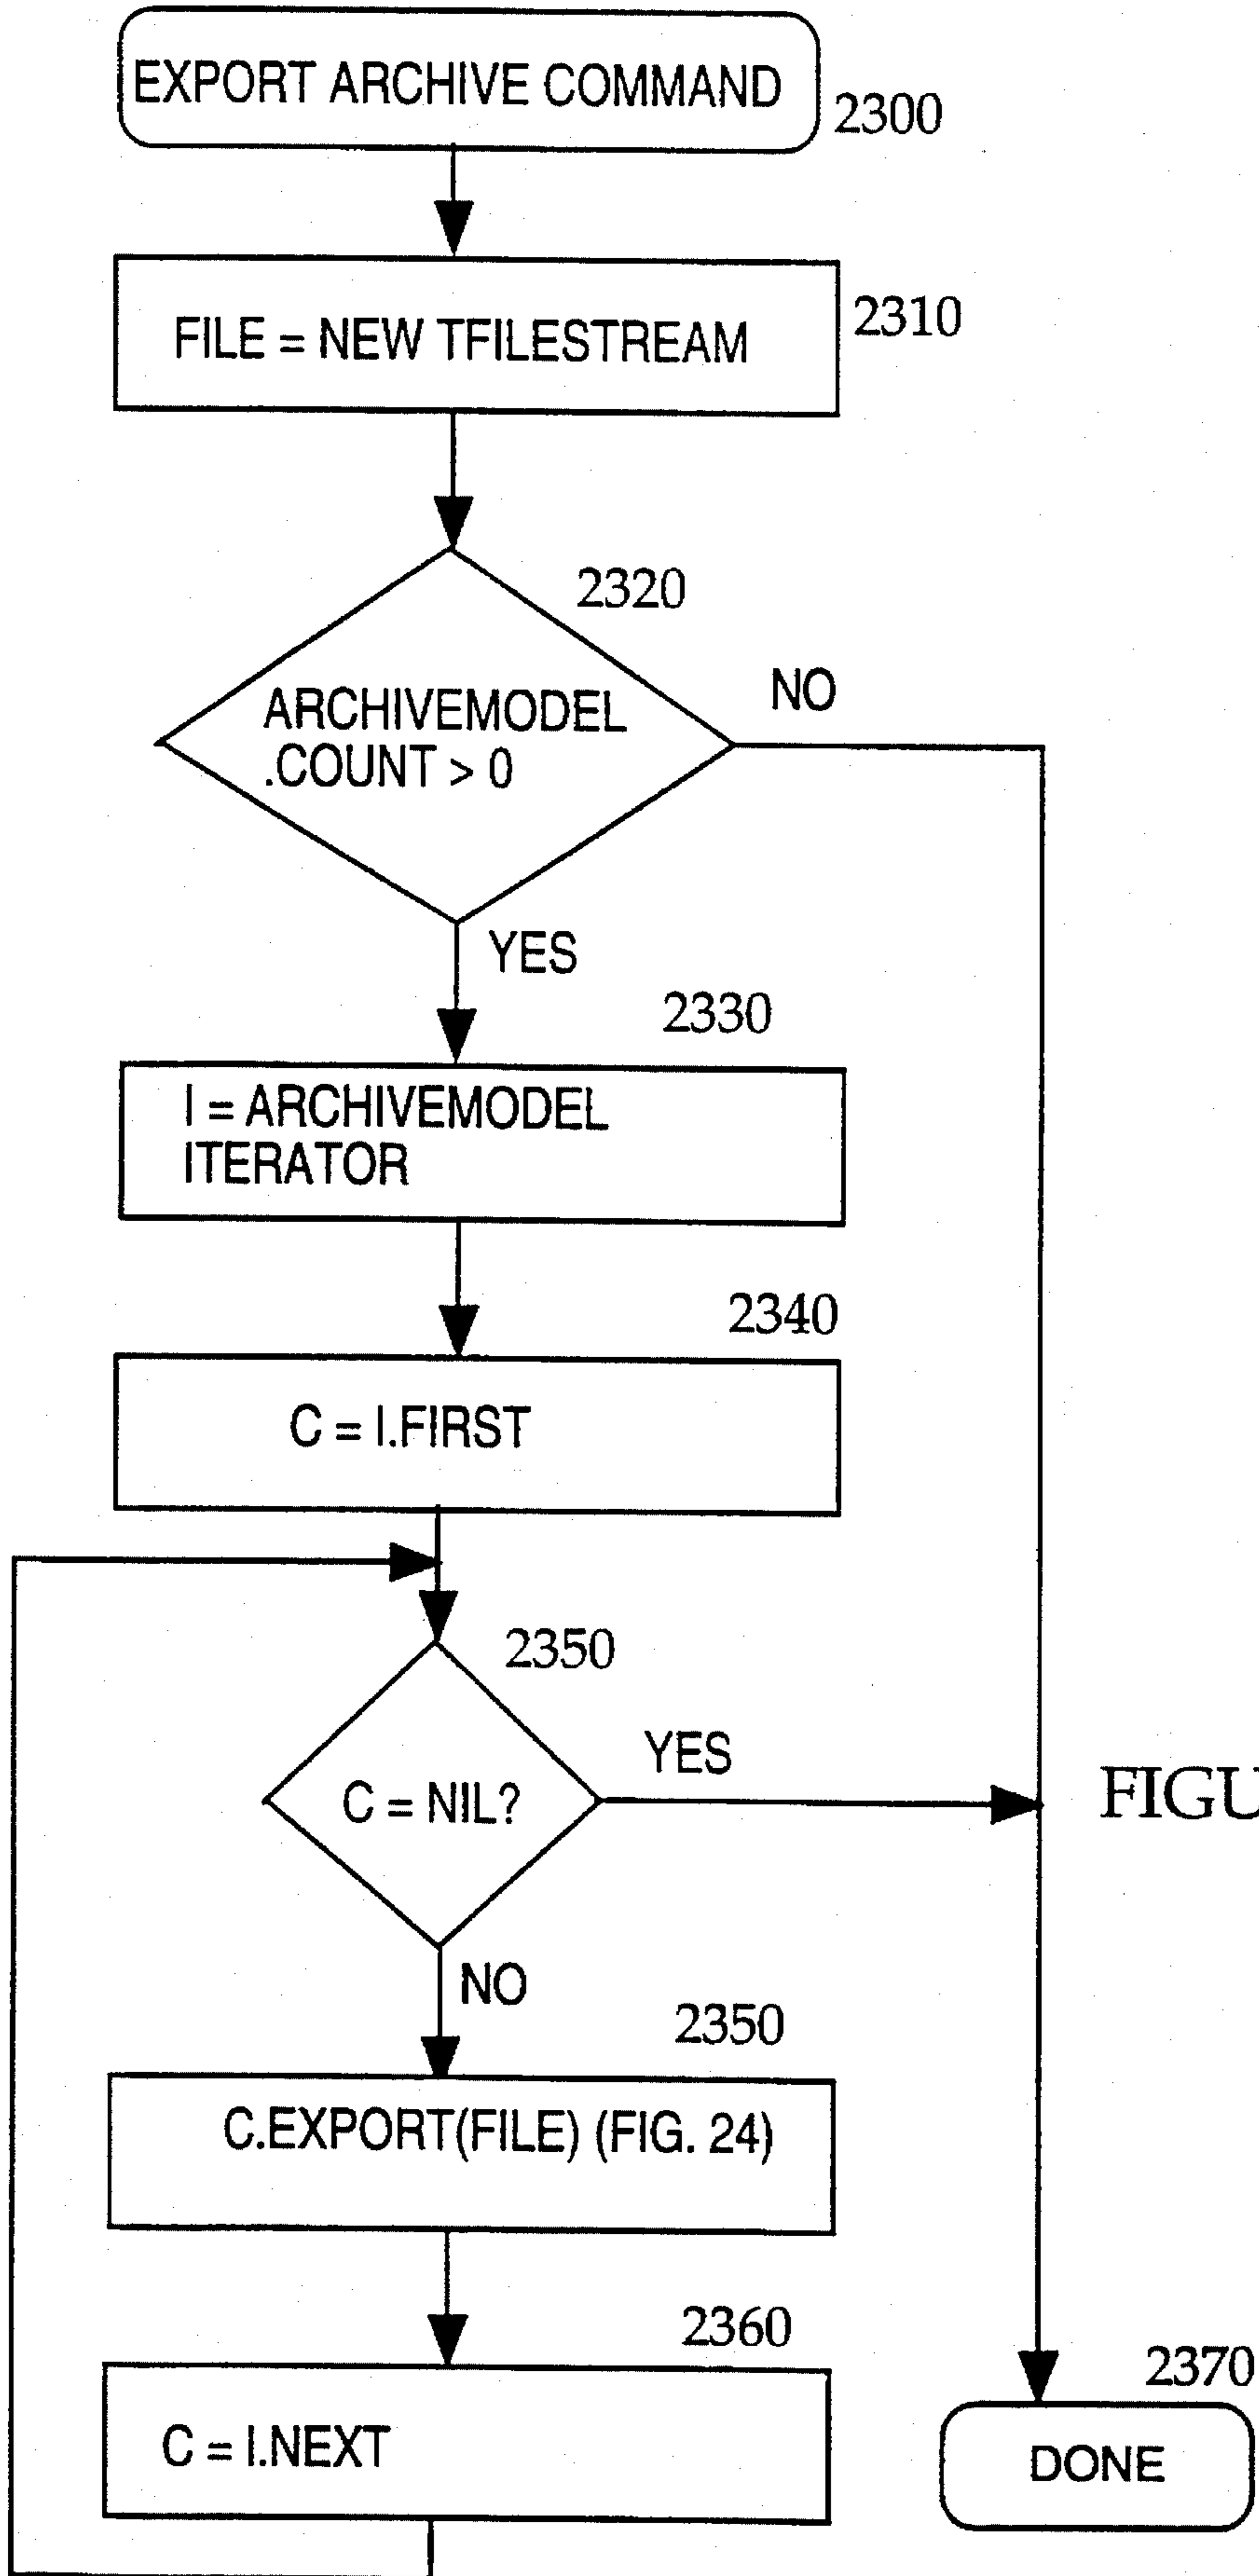 EXPORT ARCHIVE COMMAND
2300
FILE = NEW TFILESTREAM
2310
2320
ARCHIVEMODEL
.COUNT > 0
NO
YES
2330
I = ARCHIVEMODEL
ITERATOR
2340
C = I.FIRST
2350
C = NIL?
YES
FIGU
NO
2350
C.EXPORT(FILE) (FIG. 24)
2360
C = I.NEXT
2370
DONE